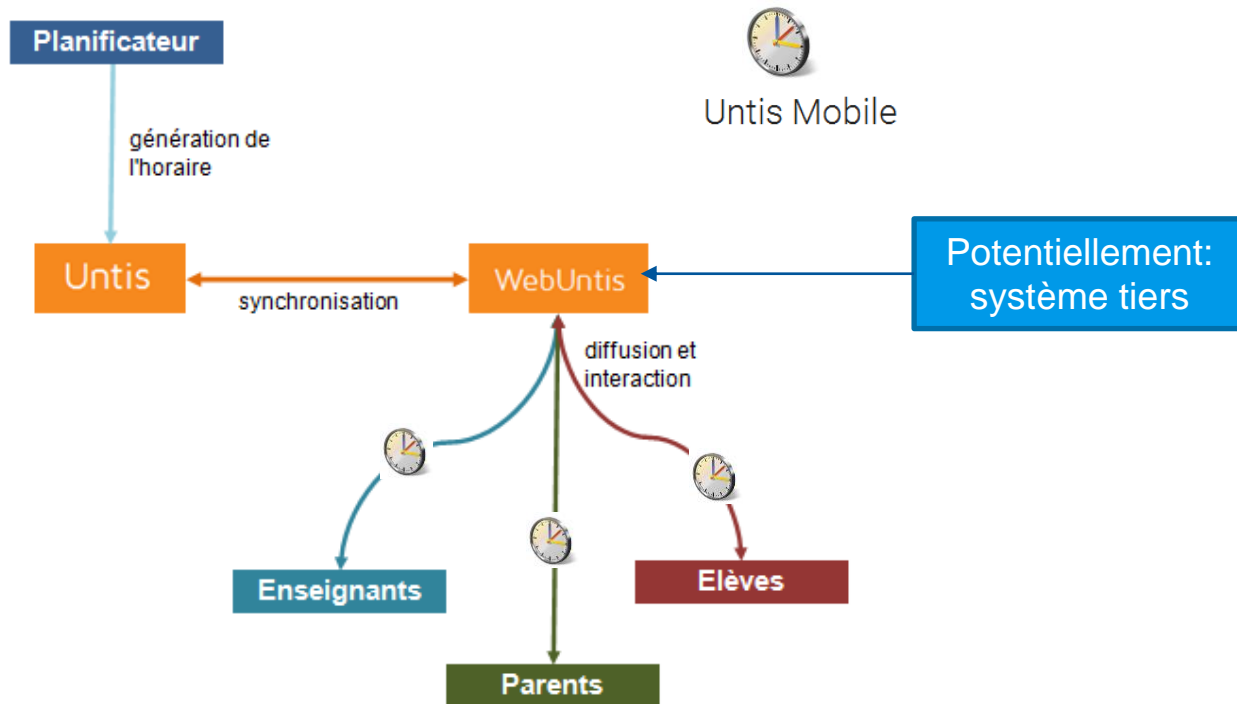 Planificateur
Untis Mobile
génération de
l'horaire
Untis
synchronisation
WebUntis
Potentiellement:
système tiers
diffusion et
interaction
Enseignants
Elèves
Parents